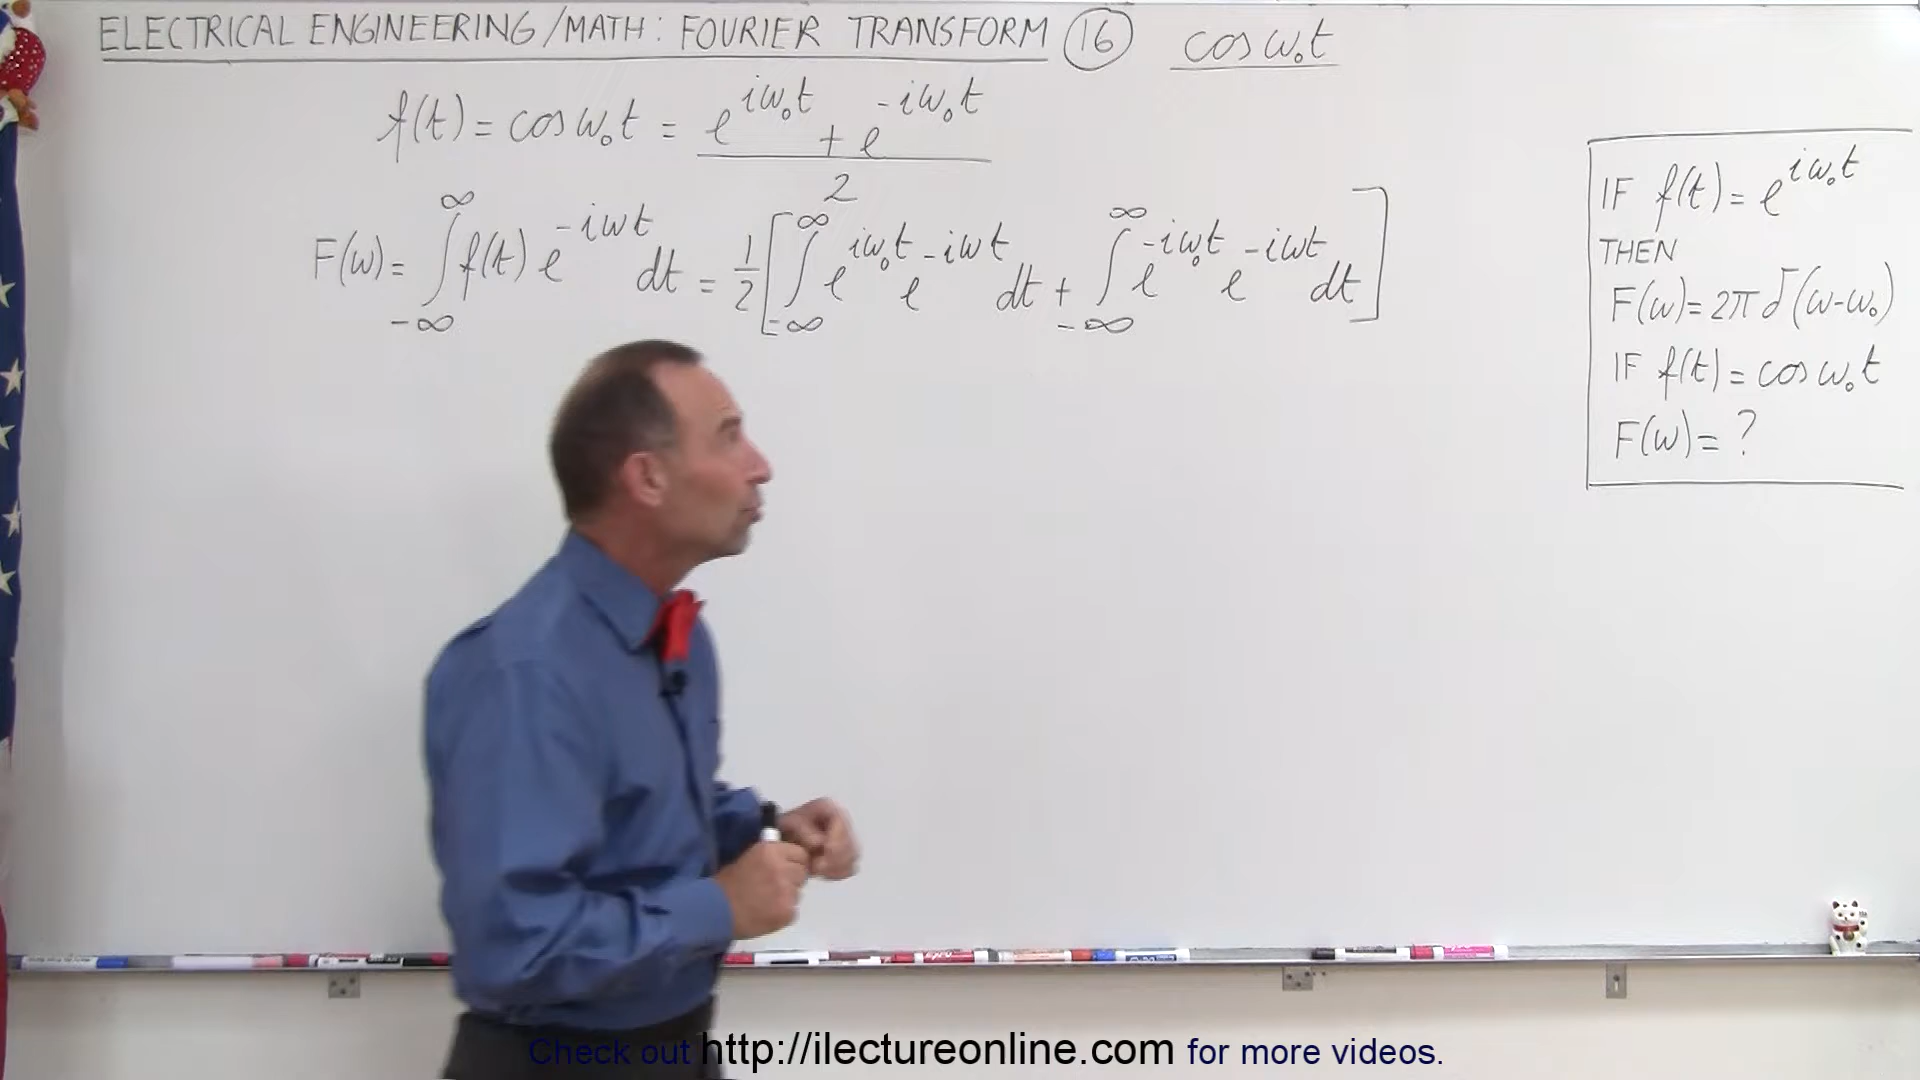 ELECTRICAL ENGINEERING/MATH: FOURIER TRANSFORM (16) cos ω₀t
f(t) = cos ω₀t = (e^{iω₀t} + e^{-iω₀t}) / 2
F(ω) = ∫_{-∞}^{∞} f(t) e^{-iωt} dt = 1/2 [ ∫_{-∞}^{∞} e^{iω₀t} e^{-iωt} dt + ∫_{-∞}^{∞} e^{-iω₀t} e^{-iωt} dt ]
IF f(t) = e^{iω₀t}
THEN
F(ω) = 2π δ(ω-ω₀)
IF f(t) = cos ω₀t
F(ω) = ?
Check out http://ilectureonline.com for more videos.